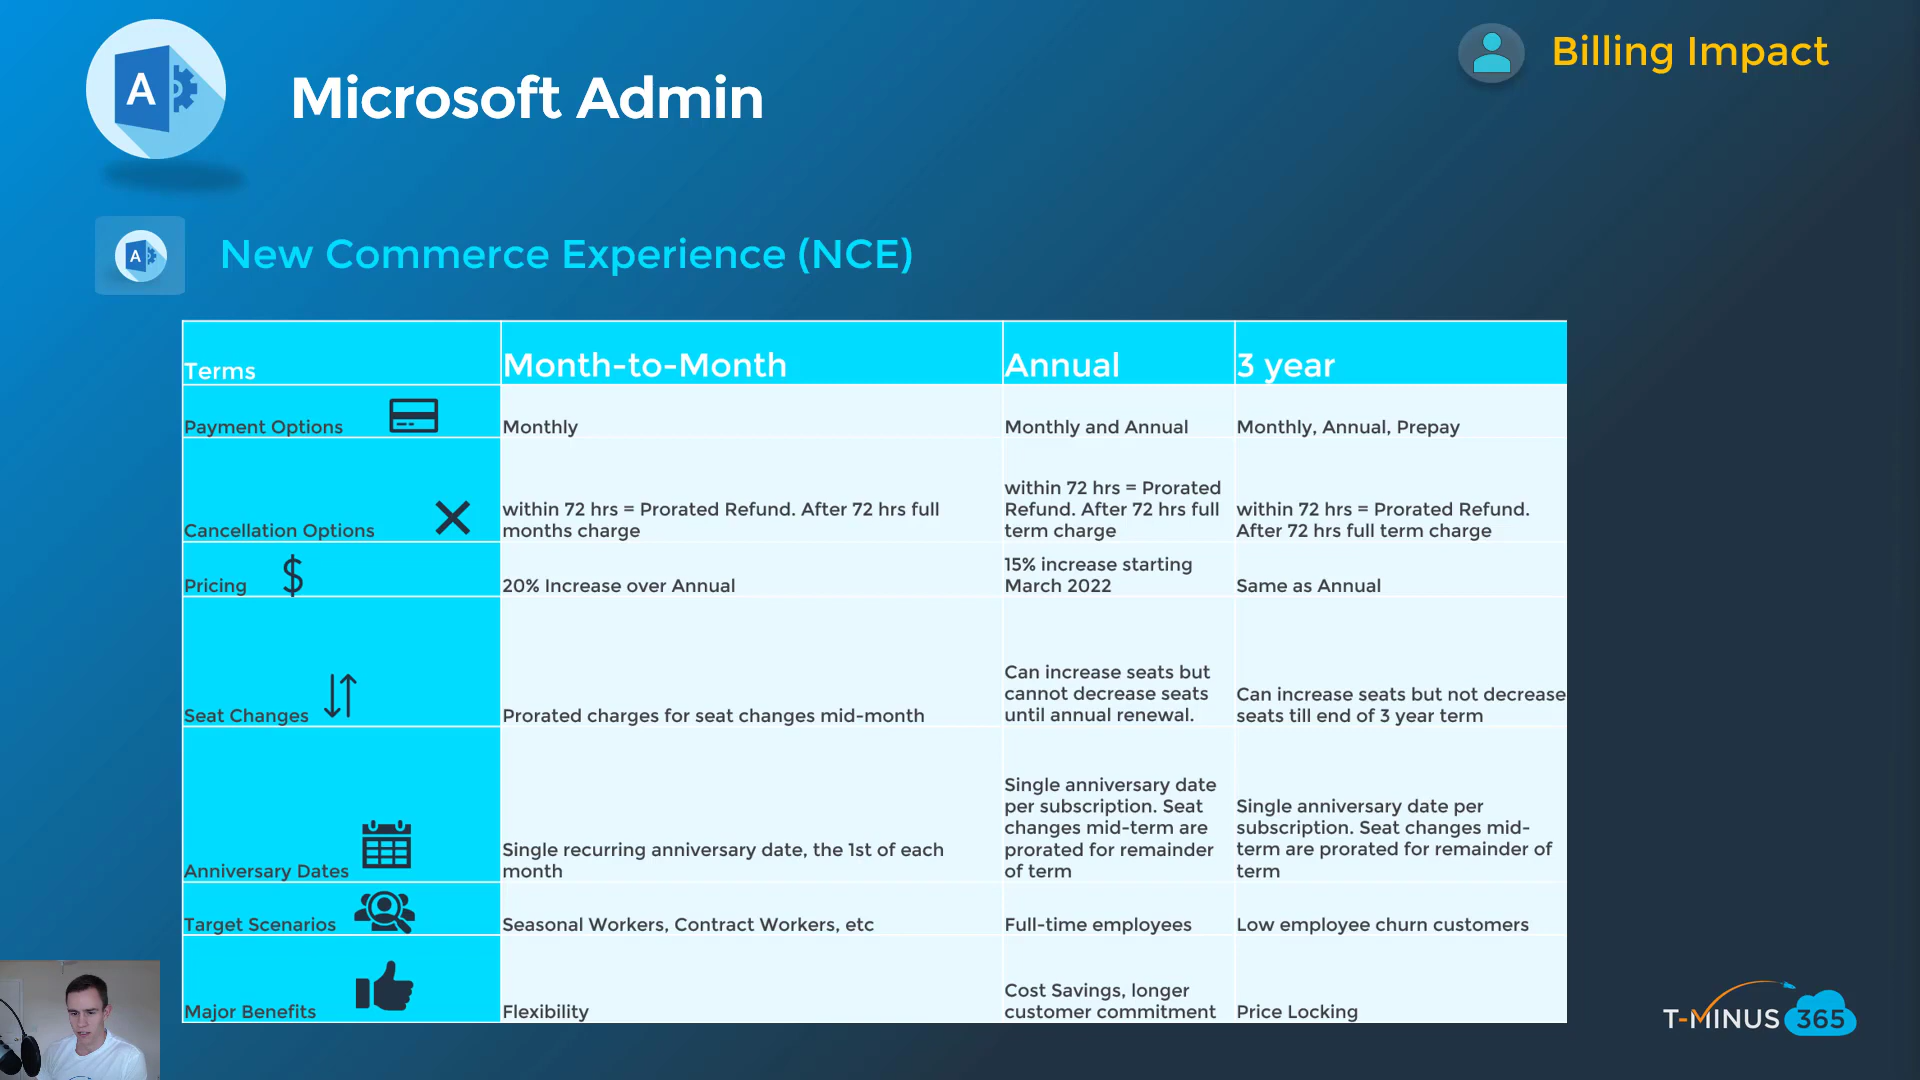 A
Microsoft Admin
Billing Impact
A
New Commerce Experience (NCE)
Terms
Month-to-Month
Annual
3 year
Payment Options
Monthly
Monthly and Annual
Monthly, Annual, Prepay
Cancellation Options
within 72 hrs = Prorated Refund. After 72 hrs full
months charge
within 72 hrs = Prorated
Refund. After 72 hrs full
term charge
within 72 hrs = Prorated Refund.
After 72 hrs full term charge
Pricing $
20% Increase over Annual
15% increase starting
March 2022
Same as Annual
Seat Changes
Prorated charges for seat changes mid-month
Can increase seats but
cannot decrease seats
until annual renewal.
Can increase seats but not decrease
seats till end of 3 year term
Anniversary Dates
Single recurring anniversary date, the 1st of each
month
Single anniversary date
per subscription. Seat
changes mid-term are
prorated for remainder
of term
Single anniversary date per
subscription. Seat changes mid-
term are prorated for remainder of
term
Target Scenarios
Seasonal Workers, Contract Workers, etc
Full-time employees
Low employee churn customers
Major Benefits
Flexibility
Cost Savings, longer
customer commitment
Price Locking
T-MINUS 365